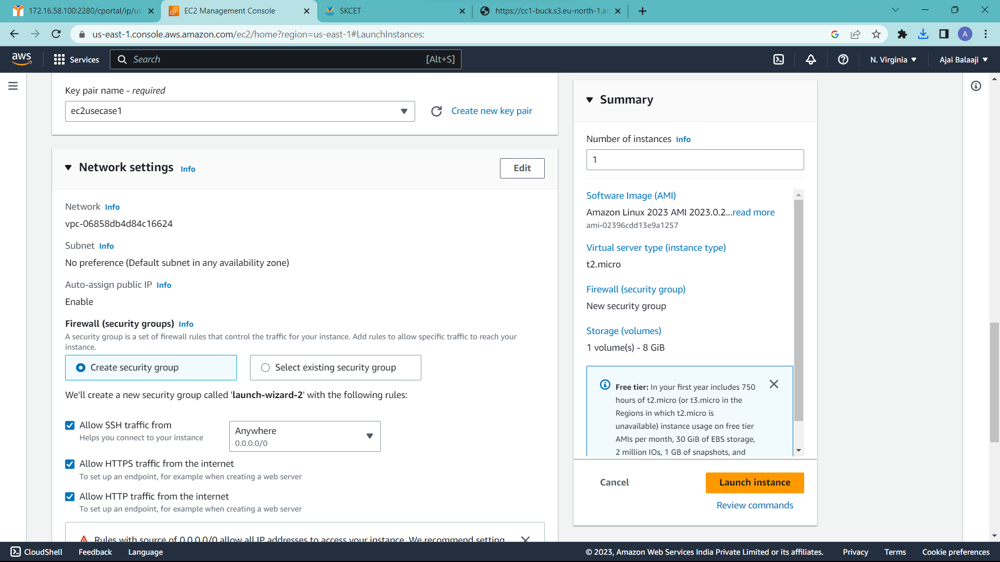 172.16.58.100:2280/cportal/ip/us
EC2 Management Console
SKCET
https://cc1-buck.s3.eu-north-1.ar
us-east-1.console.aws.amazon.com/ec2/home?region=us-east-1#LaunchInstances:
A
aws
Services
Search
[Alt+S]
N. Virginia
Ajai Balaaji
Key pair name - required
ec2usecase1
Create new key pair
Network settings Info
Edit
Network Info
vpc-06858db4d84c16624
Subnet Info
No preference (Default subnet in any availability zone)
Auto-assign public IP Info
Enable
Firewall (security groups) Info
A security group is a set of firewall rules that control the traffic for your instance. Add rules to allow specific traffic to reach your
instance.
Create security group
Select existing security group
We'll create a new security group called 'launch-wizard-2' with the following rules:
Allow SSH traffic from
Helps you connect to your instance
Anywhere
0.0.0.0/0
Allow HTTPS traffic from the internet
To set up an endpoint, for example when creating a web server
Allow HTTP traffic from the internet
To set up an endpoint, for example when creating a web server
Rules with source of 0.0.0.0/0 allow all IP addresses to access your instance. We recommend setting
Summary
Number of instances Info
1
Software Image (AMI)
Amazon Linux 2023 AMI 2023.0.2...read more
ami-02396cdd13e9a1257
Virtual server type (instance type)
t2.micro
Firewall (security group)
New security group
Storage (volumes)
1 volume(s) - 8 GiB
Free tier: In your first year includes 750
hours of t2.micro (or t3.micro in the
Regions in which t2.micro is
unavailable) instance usage on free tier
AMIs per month, 30 GiB of EBS storage,
2 million IOs, 1 GB of snapshots, and
Cancel
Launch instance
Review commands
CloudShell
Feedback
Language
© 2023, Amazon Web Services India Private Limited or its affiliates.
Privacy
Terms
Cookie preferences